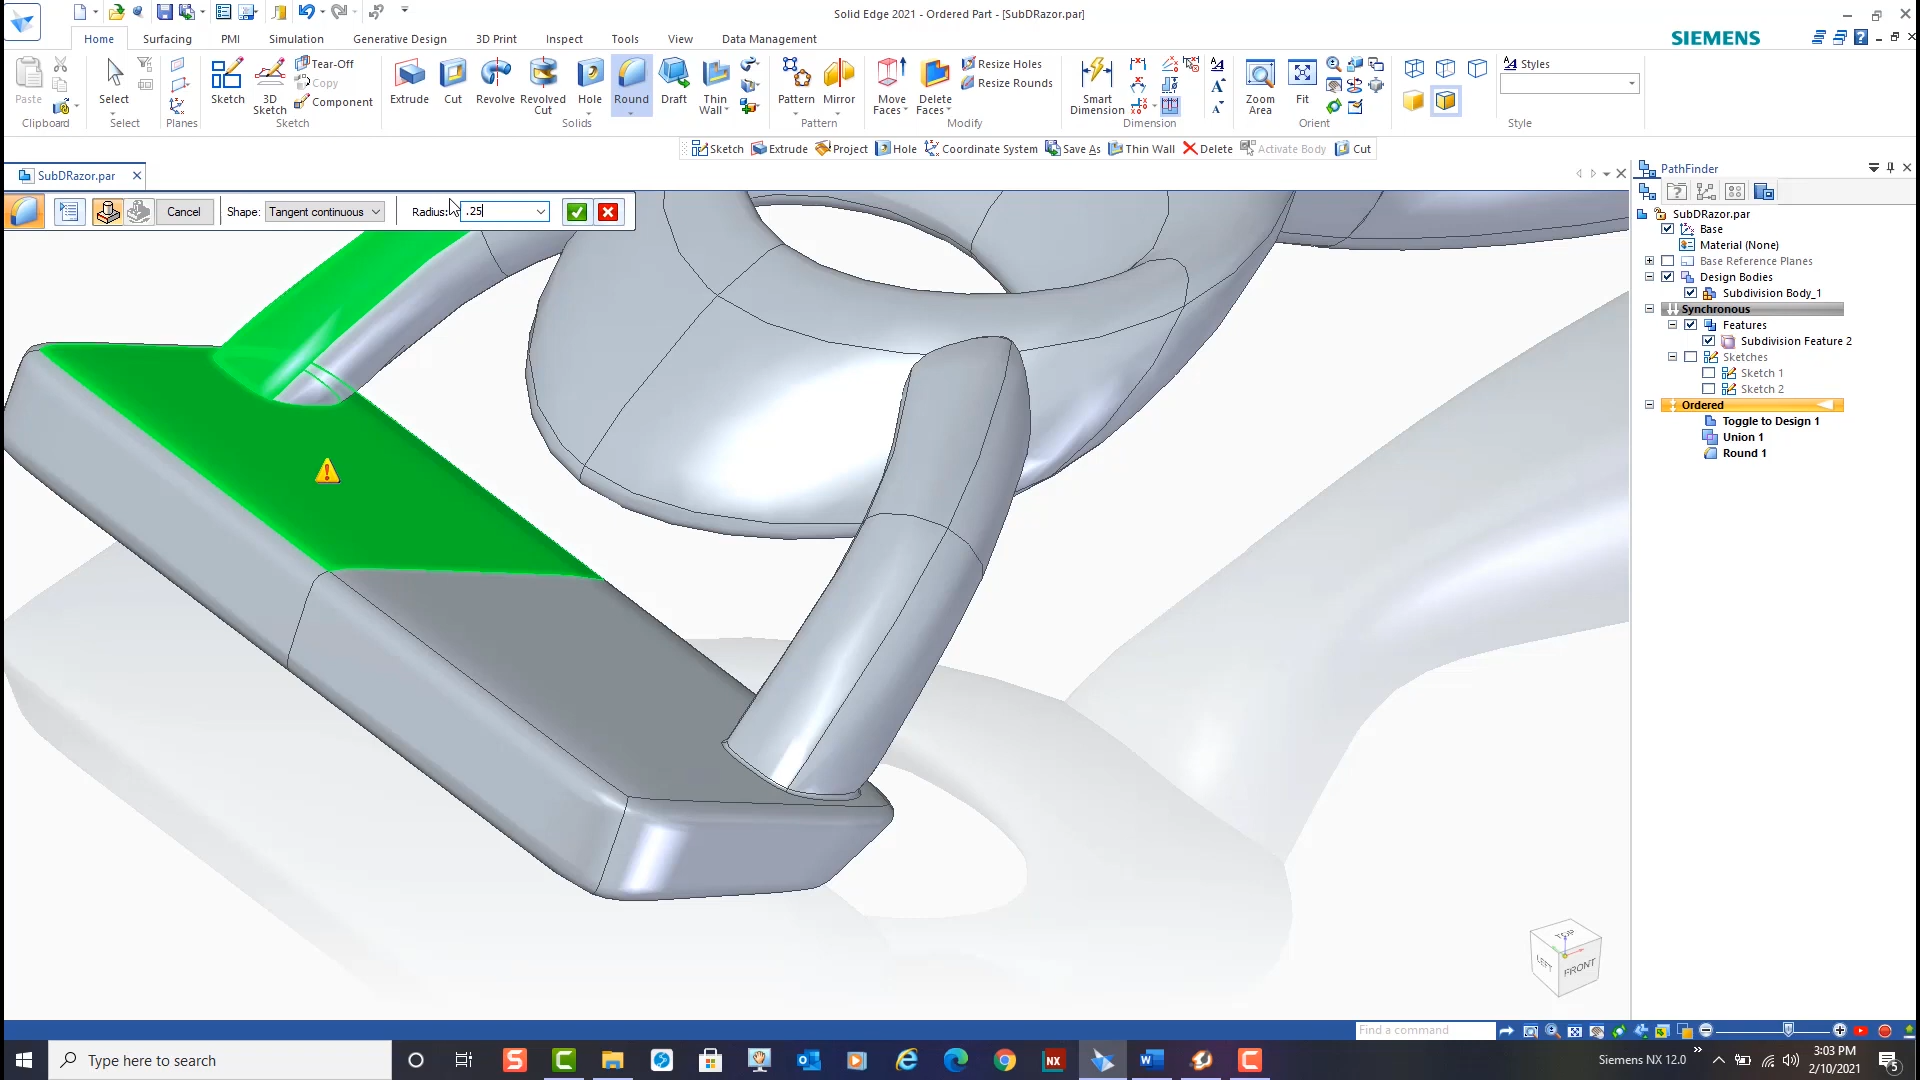 Solid Edge 2021 - Ordered Part - [SubDRazor.par]
Home
Surfacing
PMI
Simulation
Generative Design
3D Print
Inspect
Tools
View
Data Management
SIEMENS
Paste
Clipboard
Select
Select
Planes
Sketch
3D Sketch
Tear-Off
Copy
Component
Sketch
Extrude
Cut
Revolve
Revolved Cut
Hole
Round
Draft
Thin Wall
Solids
Pattern
Mirror
Pattern
Move Faces
Delete Faces
Resize Holes
Resize Rounds
Modify
Smart Dimension
Dimension
Zoom Area
Fit
Orient
Styles
Style
Sketch
Extrude
Project
Hole
Coordinate System
Save As
Thin Wall
Delete
Activate Body
Cut
SubDRazor.par
PathFinder
Cancel
Shape:
Tangent continuous
Radius:
.25
SubDRazor.par
Base
Material (None)
Base Reference Planes
Design Bodies
Subdivision Body_1
Synchronous
Features
Subdivision Feature 2
Sketches
Sketch 1
Sketch 2
Ordered
Toggle to Design 1
Union 1
Round 1
TOP
LEFT
FRONT
Find a command
Type here to search
Siemens NX 12.0
3:03 PM
2/10/2021
5